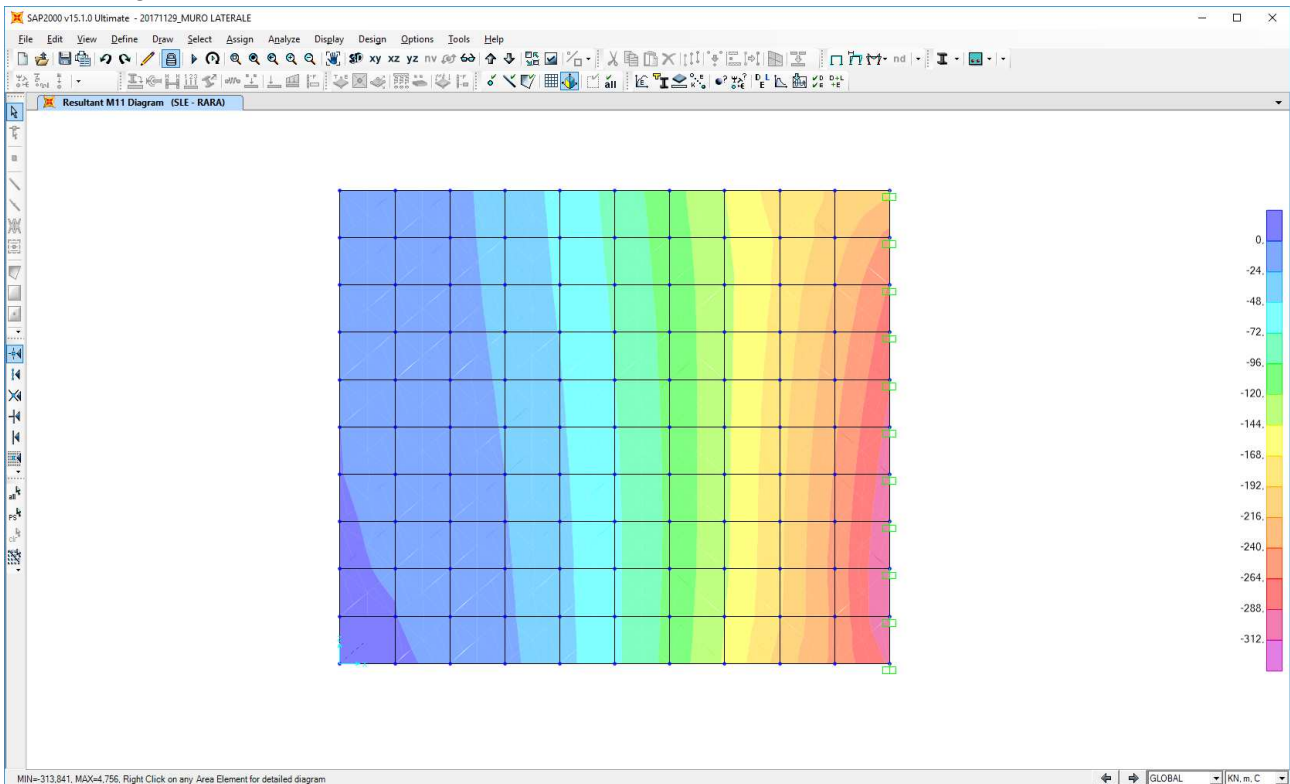 SAP2000 v15.1.0 Ultimate - 20171129_MURO LATERALE
File Edit View Define Draw Select Assign Analyze Display Design Options Tools Help
xy xz yz nv nd
all
Resultant M11 Diagram (SLE - RARA)
0,
-24,
-48,
-72,
-96,
-120,
-144,
-168,
-192,
-216,
-240,
-264,
-288,
-312,
all
PS
MIN=-313,841, MAX=4,756, Right Click on any Area Element for detailed diagram GLOBAL KN, m, C